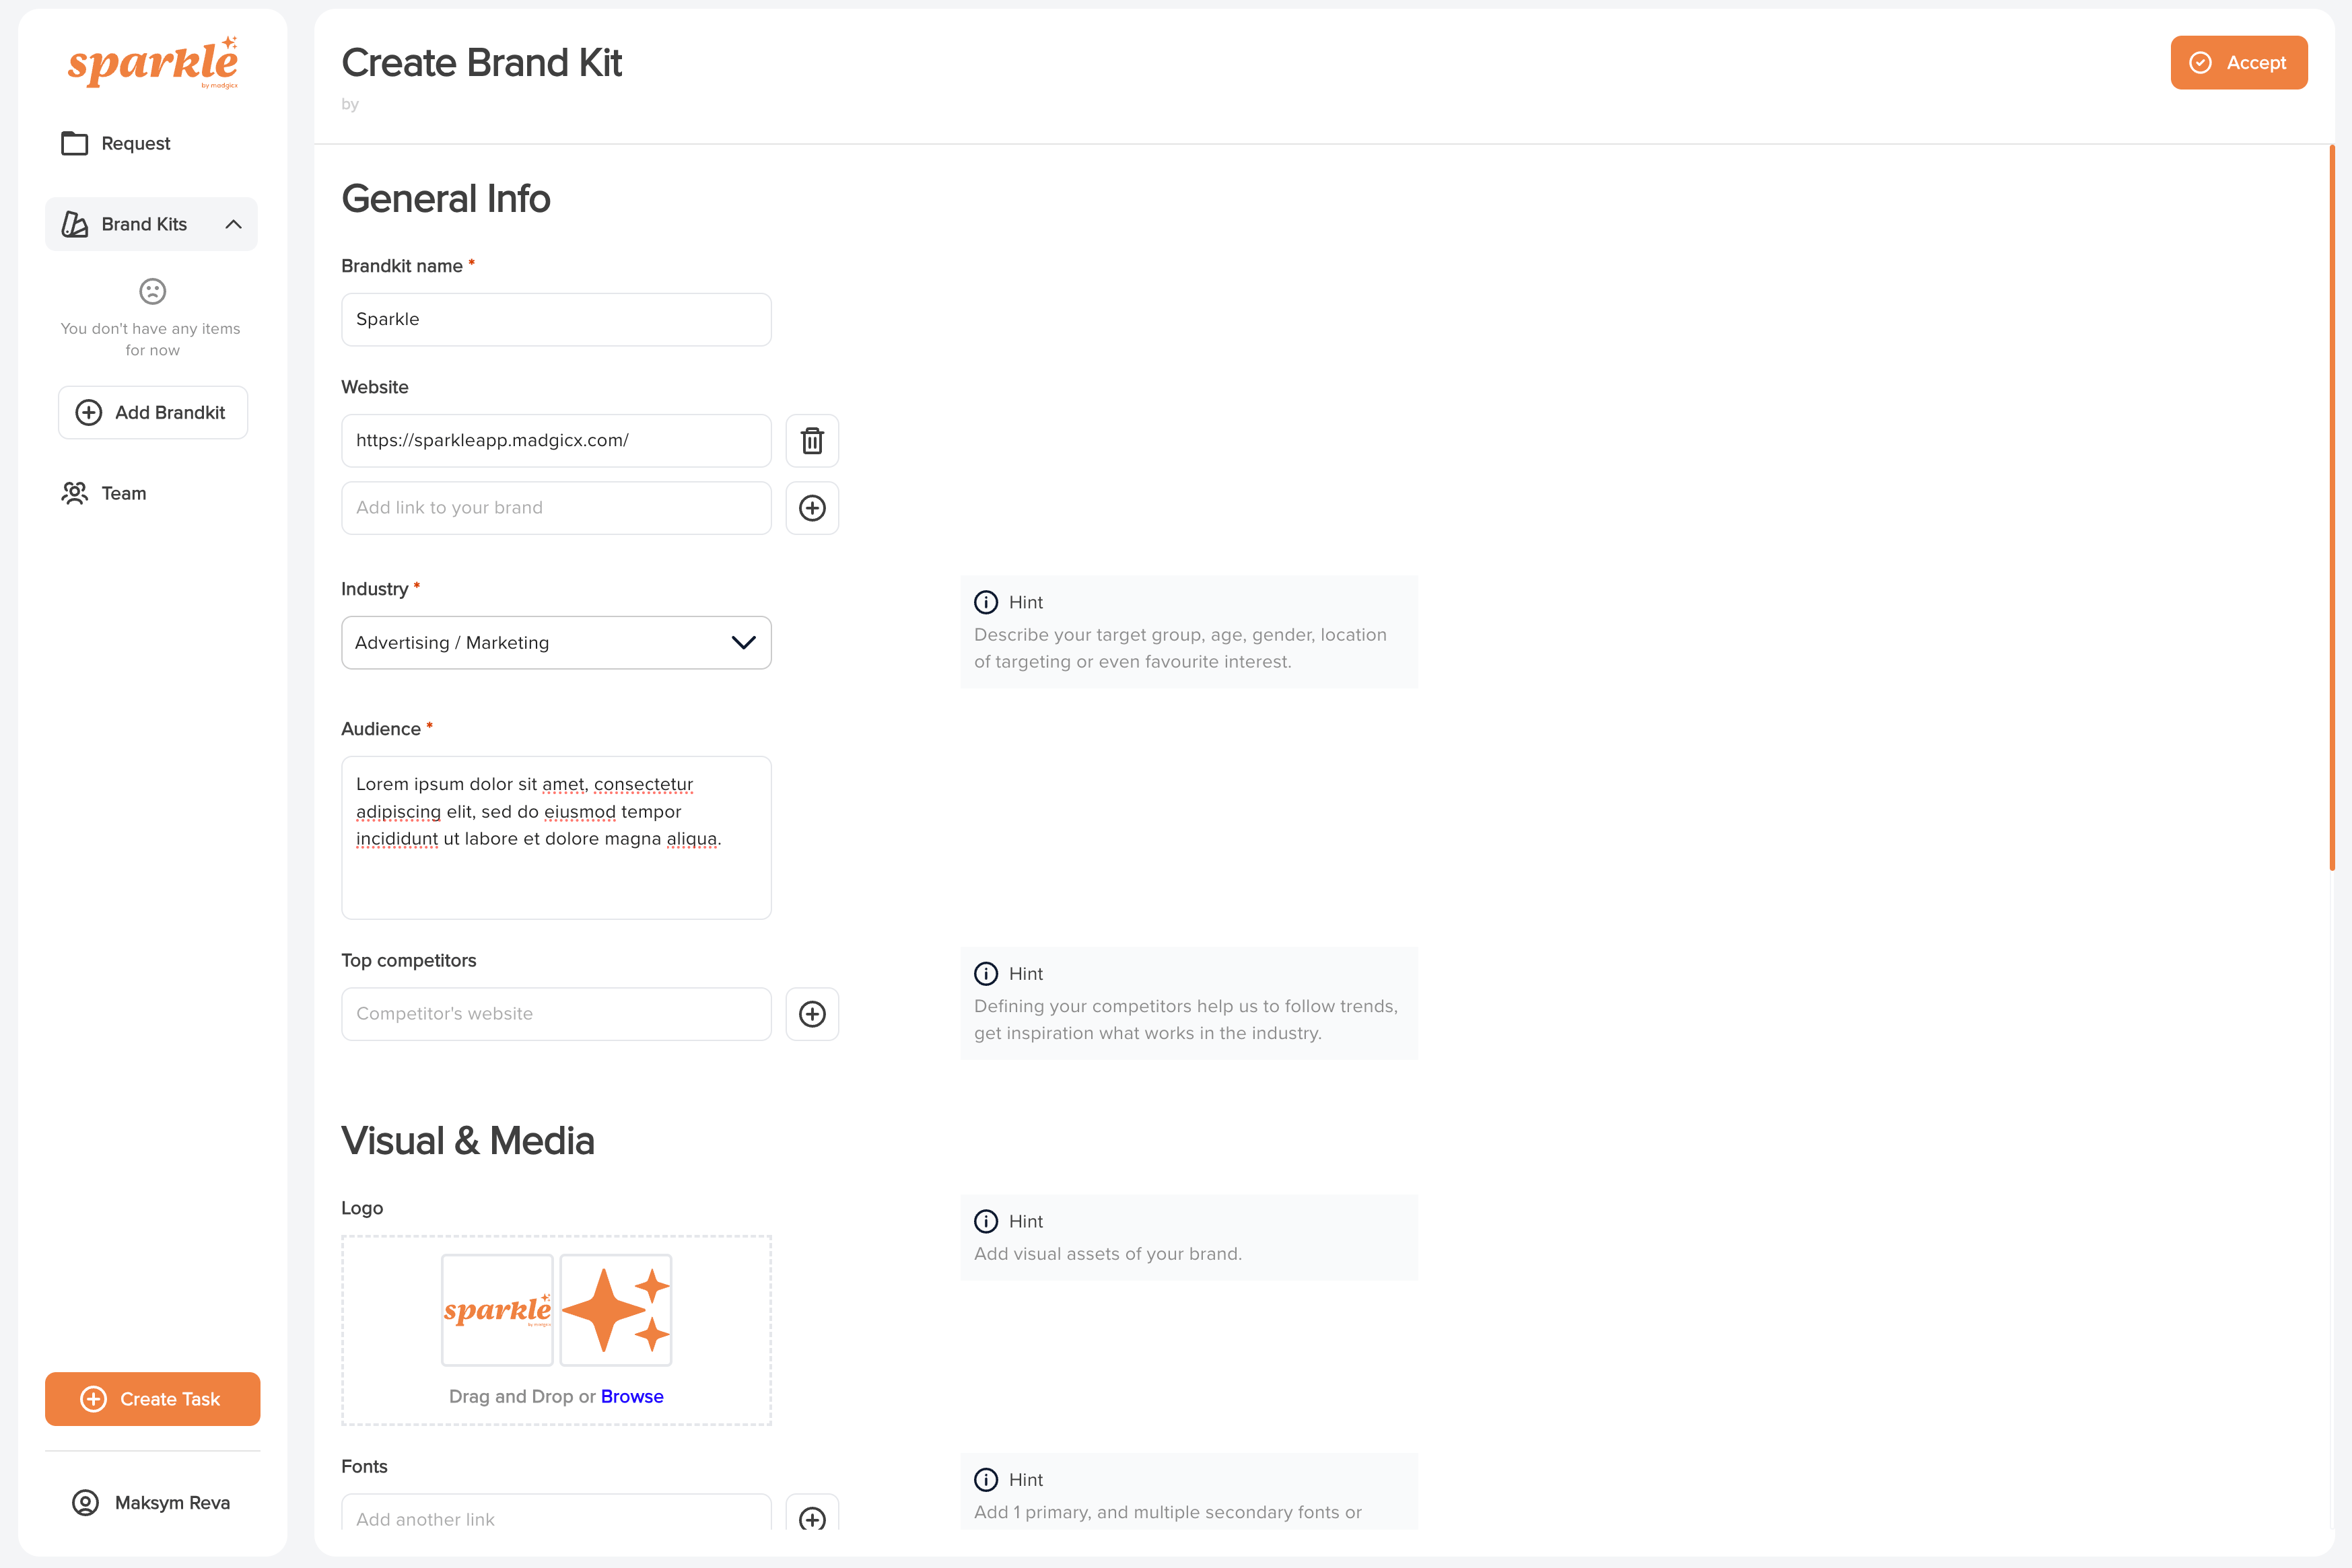 sparkle
by madgicx
Request
Brand Kits
You don't have any items
for now
Add Brandkit
Team
Create Task
Maksym Reva
Create Brand Kit
by
Accept
General Info
Brandkit name *
Sparkle
Website
https://sparkleapp.madgicx.com/
Add link to your brand
Industry *
Advertising / Marketing
Hint
Describe your target group, age, gender, location
of targeting or even favourite interest.
Audience *
Lorem ipsum dolor sit amet, consectetur
adipiscing elit, sed do eiusmod tempor
incididunt ut labore et dolore magna aliqua.
Top competitors
Competitor's website
Hint
Defining your competitors help us to follow trends,
get inspiration what works in the industry.
Visual & Media
Logo
sparkle
by madgicx
Drag and Drop or Browse
Hint
Add visual assets of your brand.
Fonts
Add another link
Hint
Add 1 primary, and multiple secondary fonts or